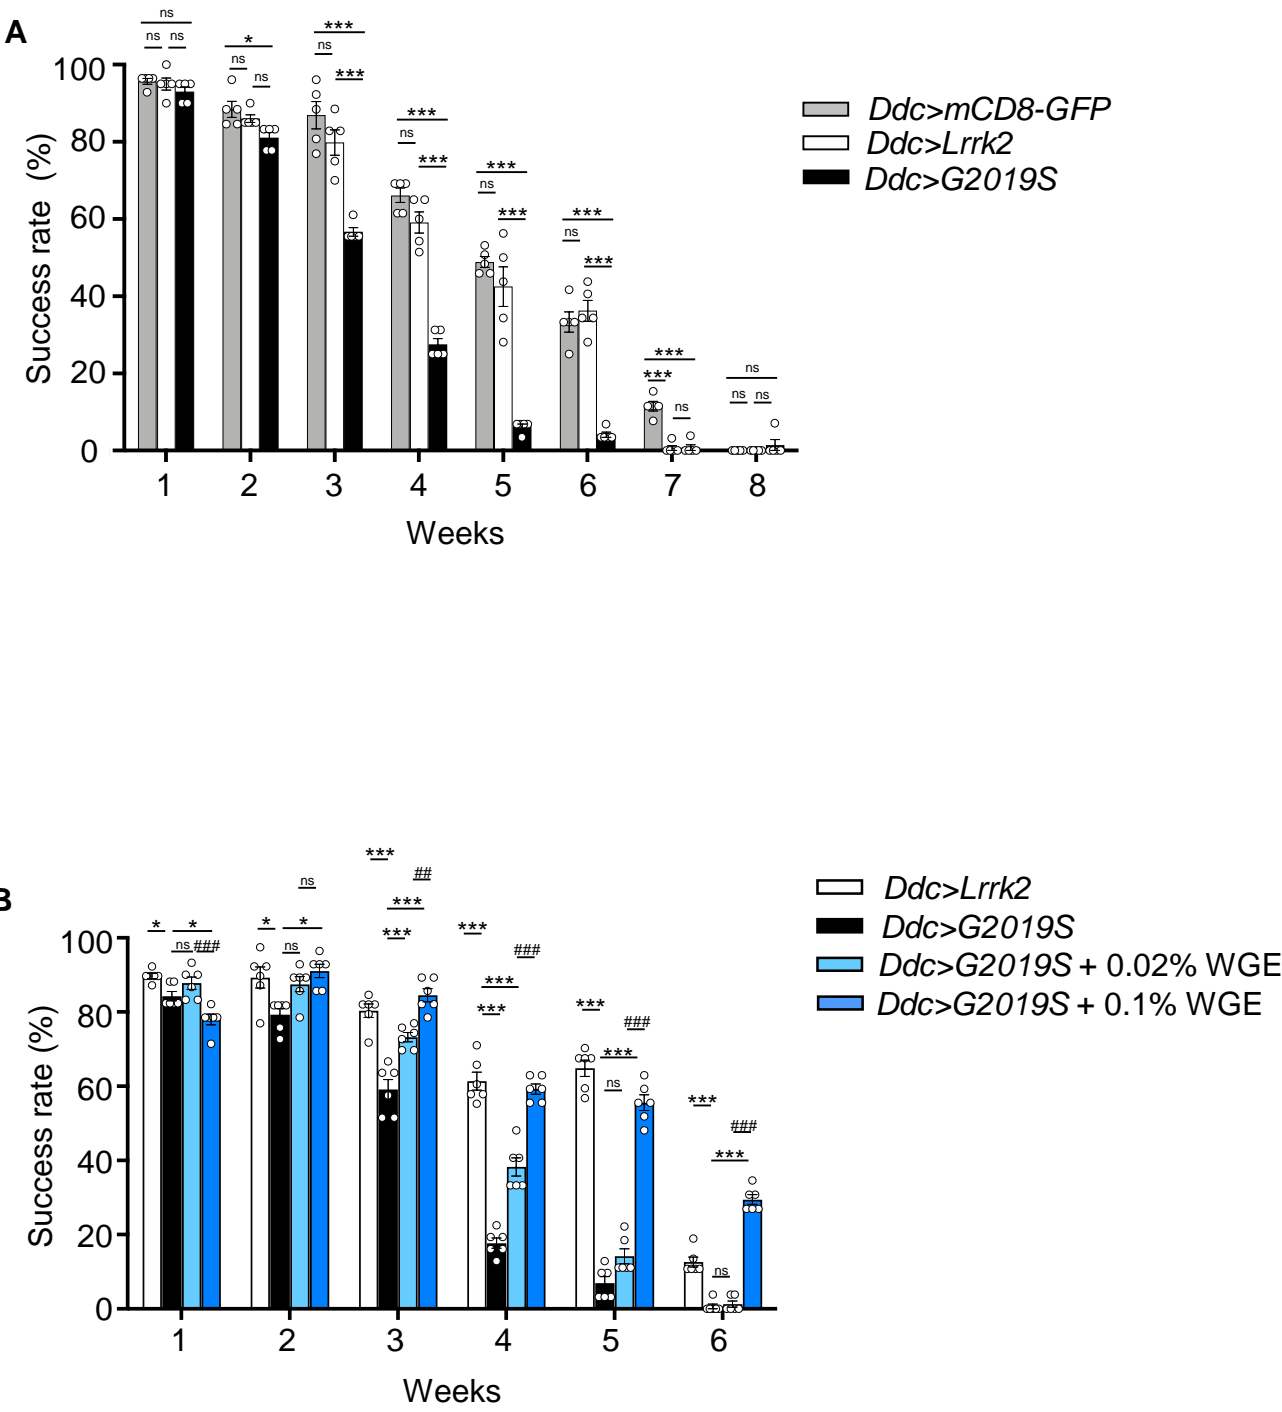 A
ns
ns ns
*
ns
ns
***
ns
***
***
ns
***
***
ns
***
***
ns
***
***
***
ns
ns
ns ns
100
80
60
40
20
0
Success rate (%)
1 2 3 4 5 6 7 8
Weeks
Ddc>mCD8-GFP
Ddc>Lrrk2
Ddc>G2019S
B
* *
ns ###
ns
* *
ns
***
##
***
***
***
###
***
***
***
###
***
ns
***
###
***
ns
100
80
60
40
20
0
Success rate (%)
1 2 3 4 5 6
Weeks
Ddc>Lrrk2
Ddc>G2019S
Ddc>G2019S + 0.02% WGE
Ddc>G2019S + 0.1% WGE